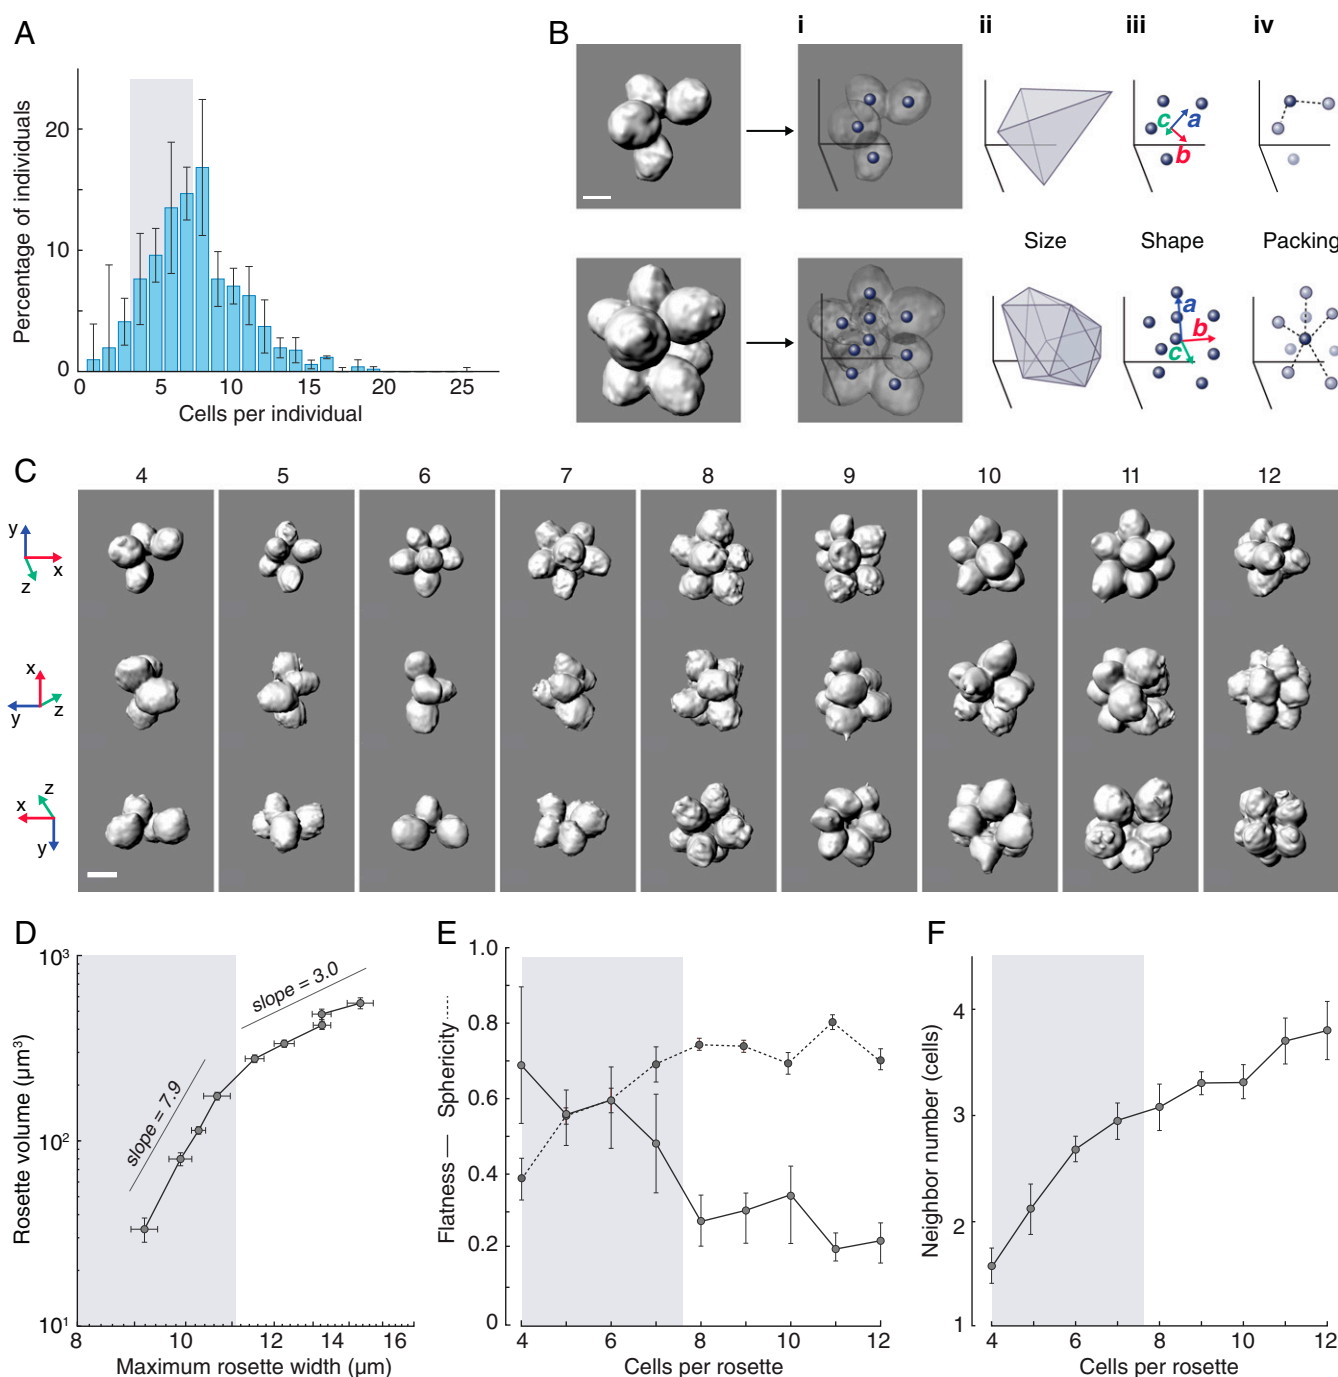 A
Percentage of individuals
20
10
0
5
10
15
20
25
Cells per individual
B
i
ii
iii
iv
a
b
c
Size
Shape
Packing
a
b
c
C
4
5
6
7
8
9
10
11
12
y
x
z
x
y
z
z
x
y
D
Rosette volume (µm³)
10³
10²
10¹
slope = 7.9
slope = 3.0
8
10
12
14
16
Maximum rosette width (µm)
E
Flatness — Sphericity ......
1.0
0.8
0.6
0.4
0.2
0
4
6
8
10
12
Cells per rosette
F
Neighbor number (cells)
4
3
2
1
4
6
8
10
12
Cells per rosette